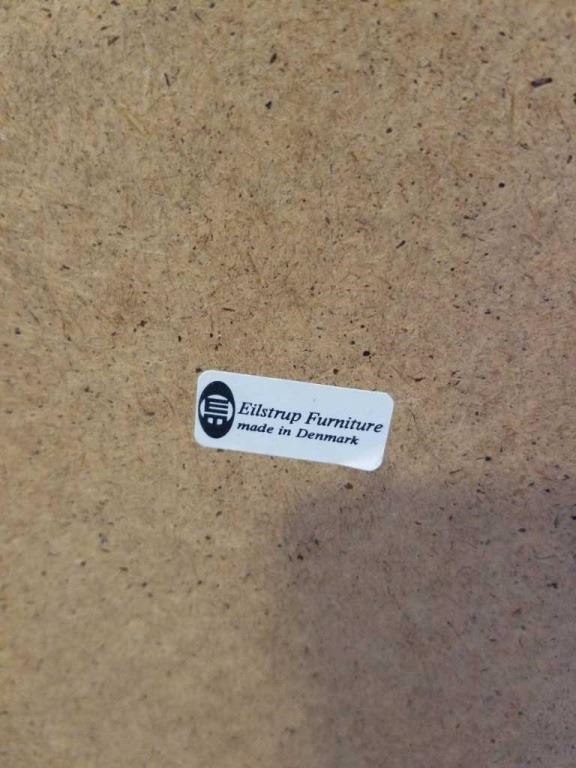 Eilstrup Furniture
made in Denmark